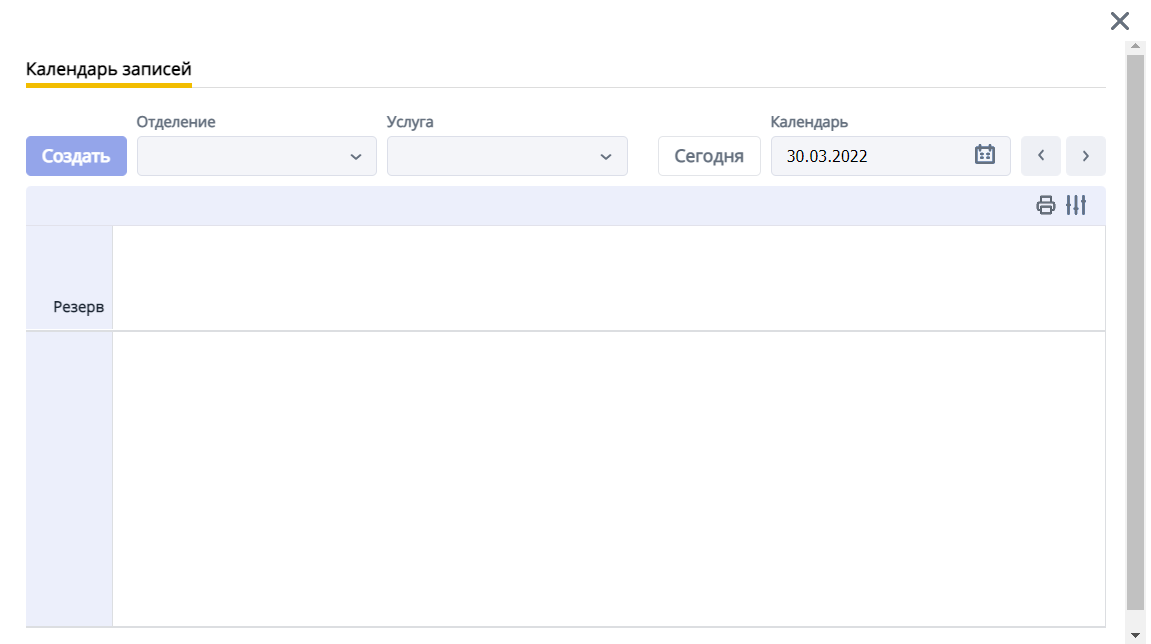 Календарь записей
Отделение
Услуга
Календарь
Создать
Сегодня
30.03.2022
Резерв